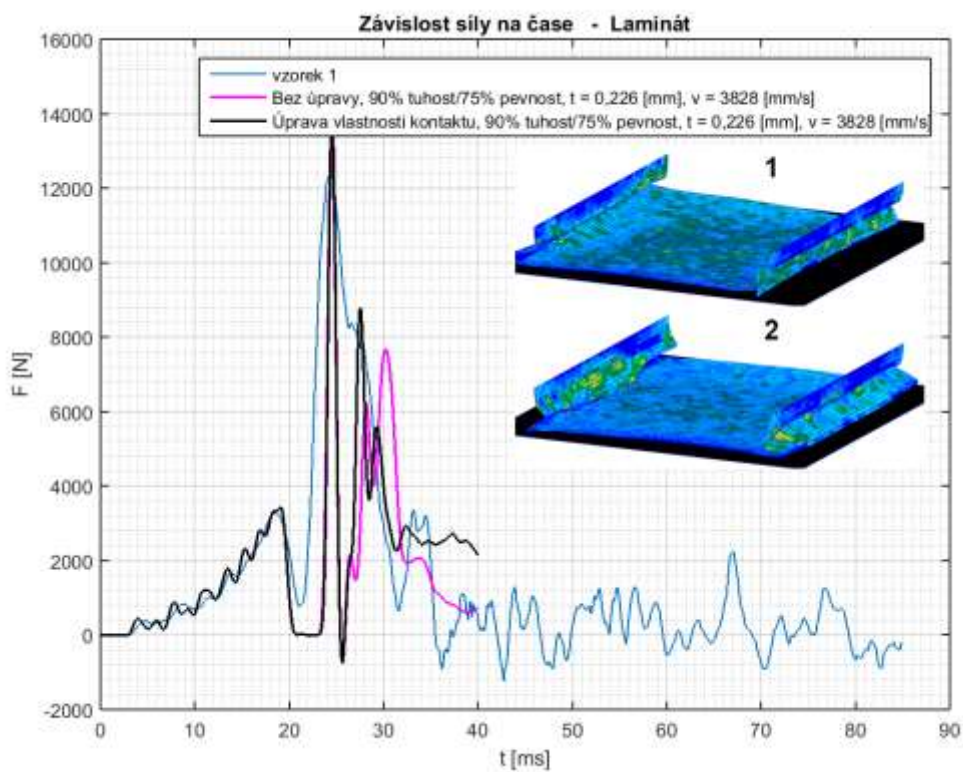 Závislost síly na čase - Laminát
16000
14000
12000
10000
8000
6000
4000
2000
0
-2000
F [N]
vzorek 1
Bez úpravy, 90% tuhost/75% pevnost, t = 0,226 [mm], v = 3828 [mm/s]
Úprava vlastnosti kontaktu, 90% tuhost/75% pevnost, t = 0,226 [mm], v = 3828 [mm/s]
1
2
0 10 20 30 40 50 60 70 80 90
t [ms]